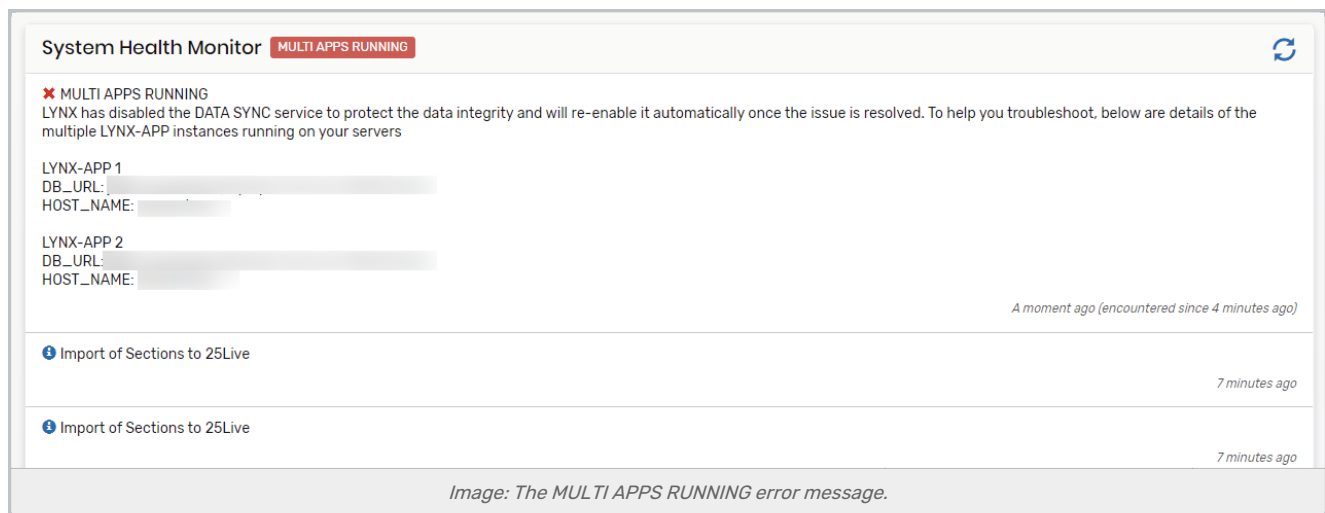 System Health Monitor MULTI APPS RUNNING
✖ MULTI APPS RUNNING
LYNX has disabled the DATA SYNC service to protect the data integrity and will re-enable it automatically once the issue is resolved. To help you troubleshoot, below are details of the
multiple LYNX-APP instances running on your servers
LYNX-APP 1
DB_URL:
HOST_NAME:
LYNX-APP 2
DB_URL:
HOST_NAME:
A moment ago (encountered since 4 minutes ago)
Import of Sections to 25Live
7 minutes ago
Import of Sections to 25Live
7 minutes ago
Image: The MULTI APPS RUNNING error message.